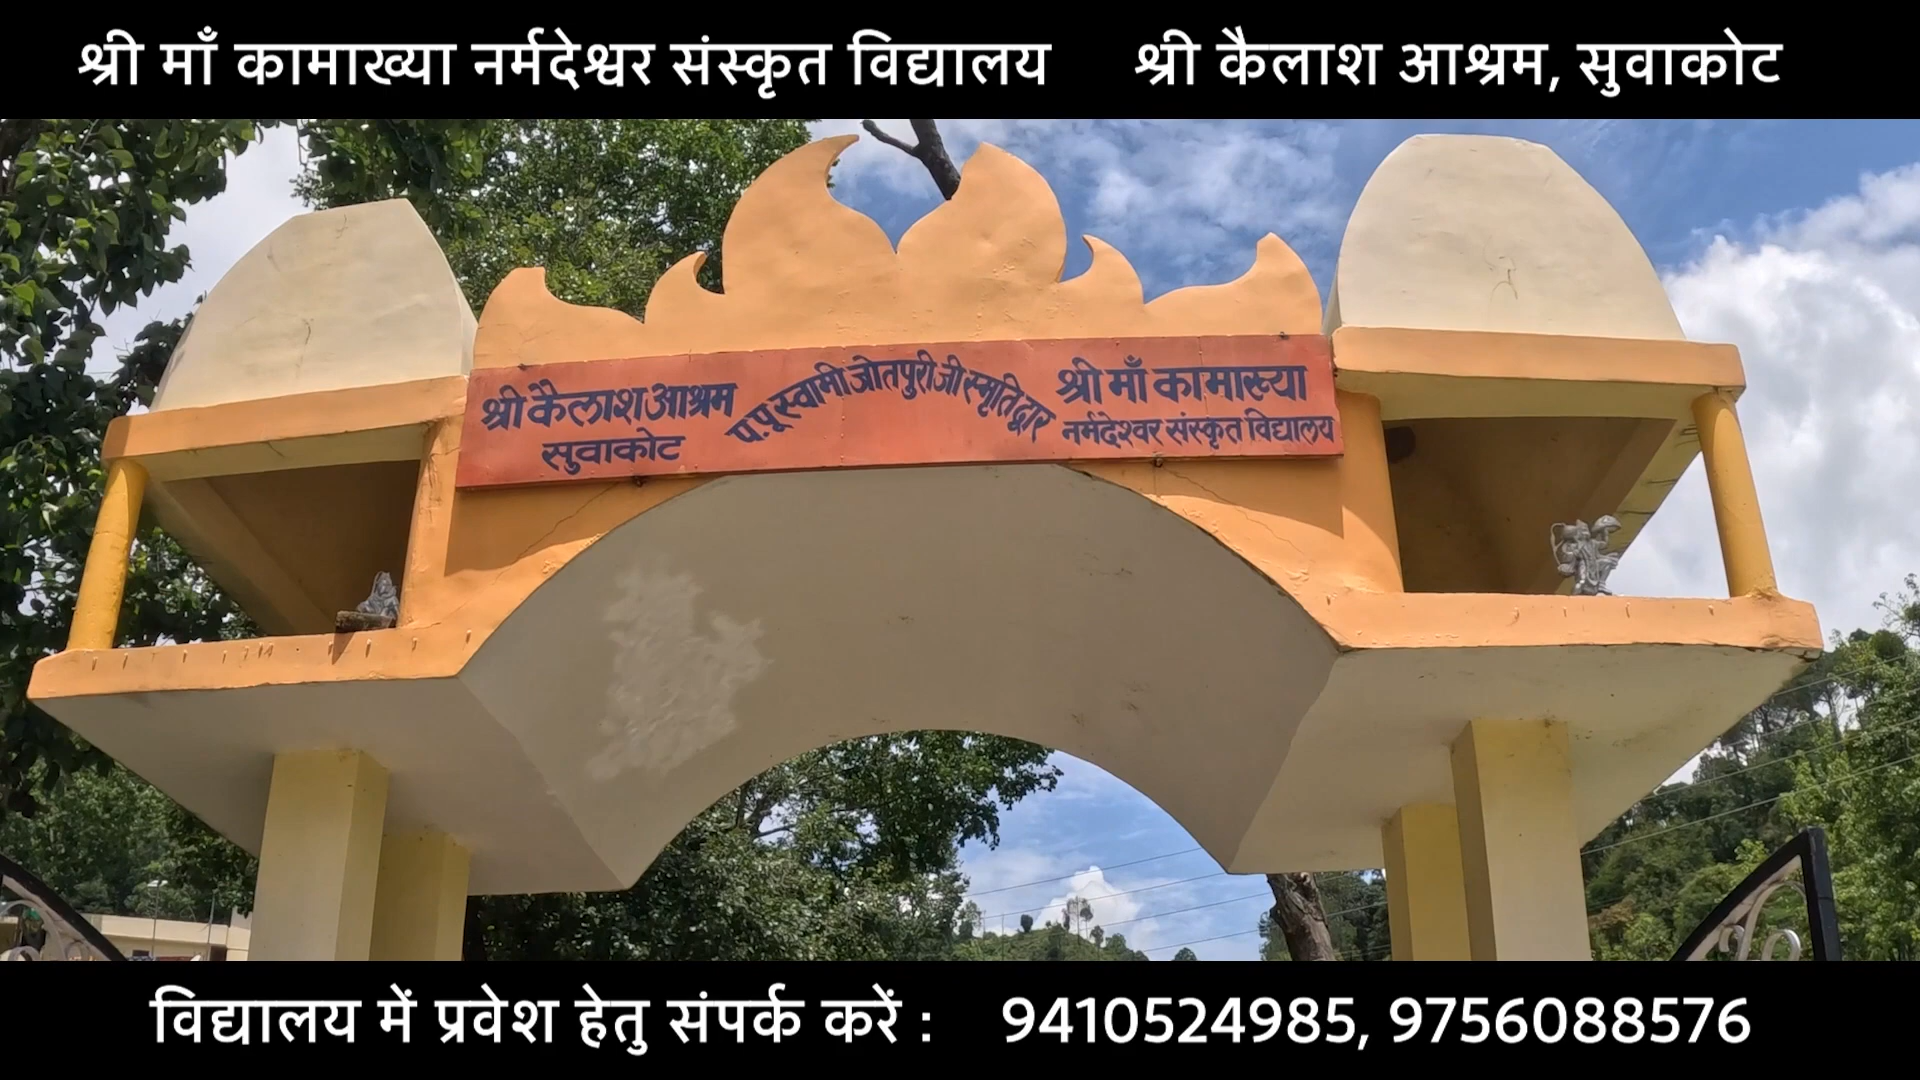 श्री माँ कामाख्या नर्मदेश्वर संस्कृत विद्यालय श्री कैलाश आश्रम, सुवाकोट
श्री कैलाश आश्रम
सुवाकोट
प.पू स्वामी जोतपुरी जी स्मृति द्वार
श्री माँ कामाख्या
नर्मदेश्वर संस्कृत विद्यालय
विद्यालय में प्रवेश हेतु संपर्क करें : 9410524985, 9756088576